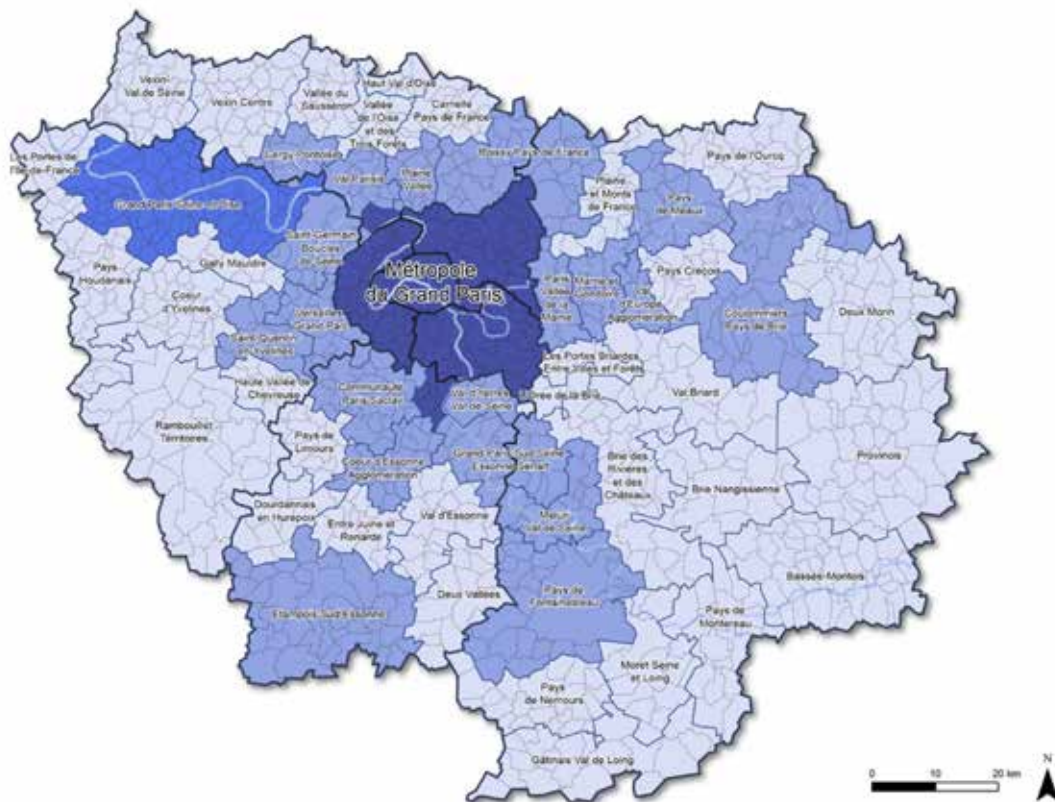 Vexin-
Val de Seine
Vexin Centre
Vallée du
Sausseron
Haut Val d'Oise
Vallée
de l'Oise
et des
Trois Forêts
Carnelle
Pays de France
Les Portes de
l'Île-de-France
Cergy-Pontoise
Roissy Pays de France
Pays de l'Ourcq
Grand Paris Seine et Oise
Val Parisis
Plaine
Vallée
Plaine
et Monts
de France
Pays
de Meaux
Saint-Germain
Boucles
de Seine
Gally Mauldre
Pays
Houdanais
Métropole
du Grand Paris
Coeur
d'Yvelines
Paris
Vallée
de la
Marne
Marne et
Gondoire
Val
d'Europe
Agglomération
Pays Créçois
Coulommiers
Pays de Brie
Deux Morin
Versailles
Grand Parc
Saint Quentin
en Yvelines
Les Portes Briardes
Entre Villes et Forêts
Haute Vallée de
Chevreuse
Communauté
Paris-Saclay
Val d'Yerres
Val de Seine
Orée de la Brie
Val Briard
Rambouillet
Térritoires
Pays de
Limours
Coeur d'Essonne
Agglomération
Grand Paris Sud Seine
Essonne Sénart
Brie des
Rivières
et des
Châteaux
Provinois
Brie Nangissienne
Dourdannais
en Hurepoix
Entre Juine et
Renarde
Val d'Essonne
Melun
Val de Seine
Bassée-Montois
Étampois-Sud-Essonne
Deux Vallées
Pays de
Fontainebleau
Pays de
Montereau
Moret Seine
et Loing
Pays
de Nemours
Gâtinais Val de Loing
0 10 20 km
N